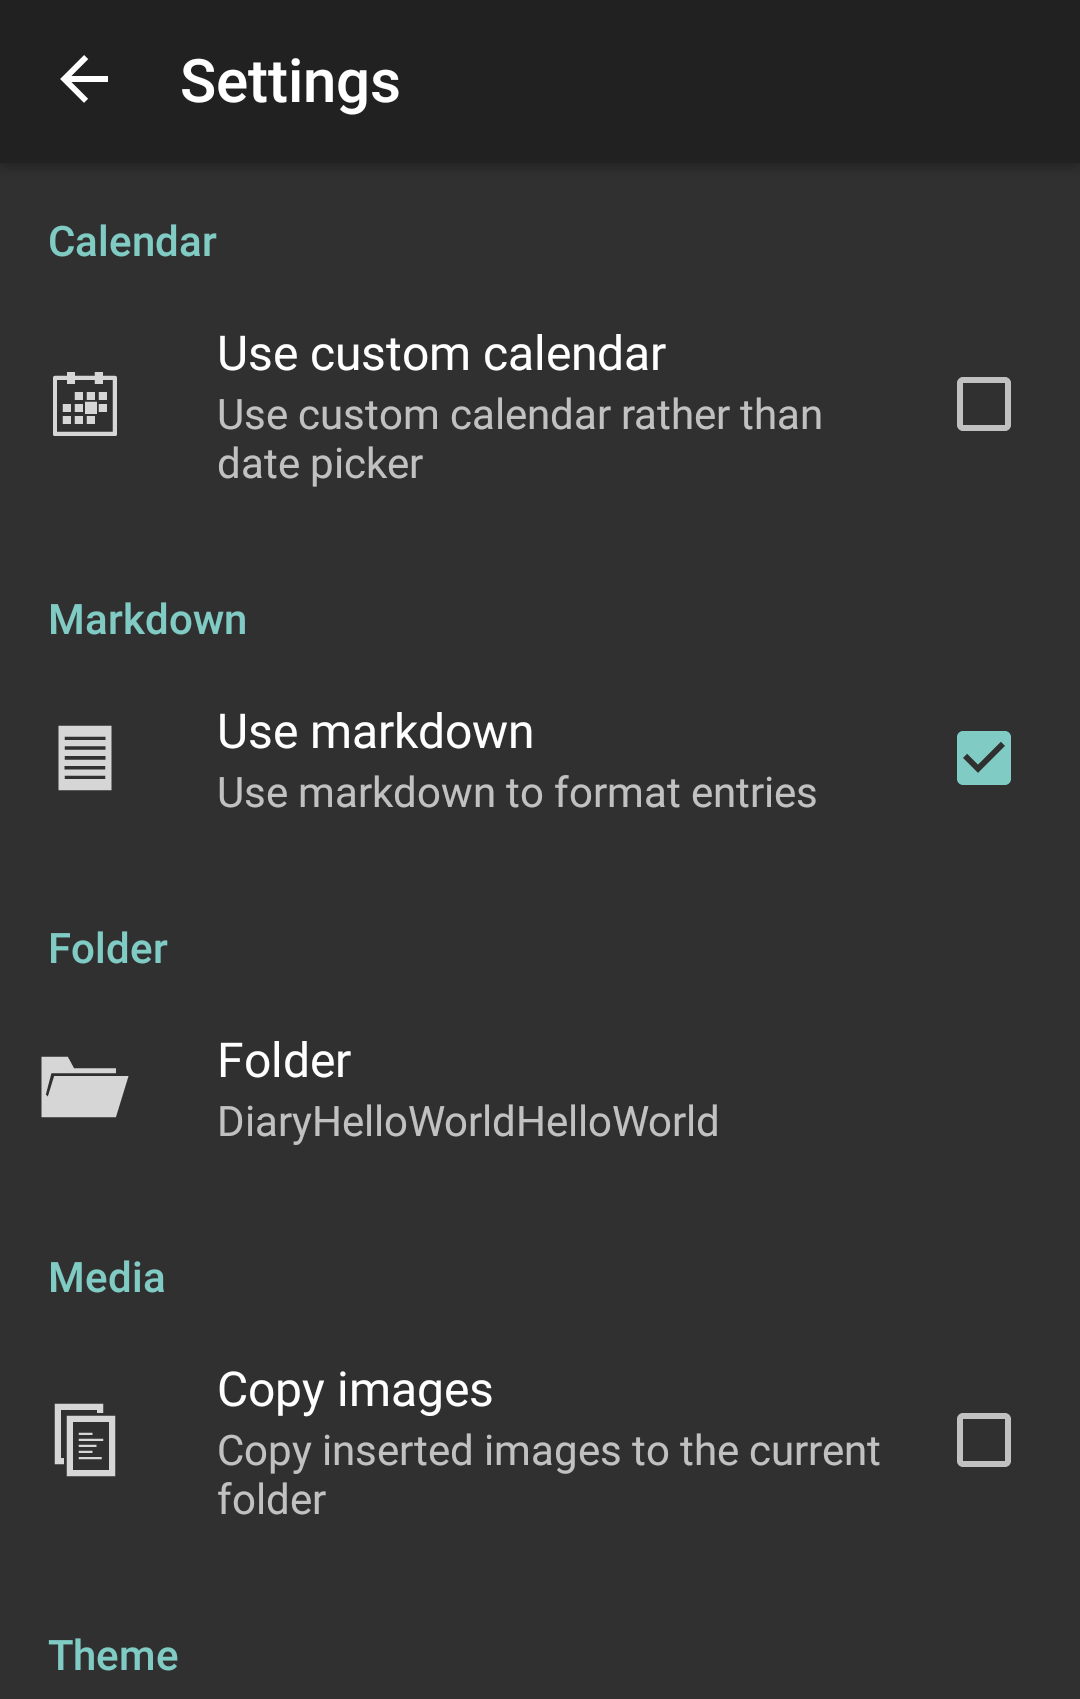 Settings
Calendar
Use custom calendar
Use custom calendar rather than
date picker
Markdown
Use markdown
Use markdown to format entries
Folder
Folder
DiaryHelloWorldHelloWorld
Media
Copy images
Copy inserted images to the current
folder
Theme